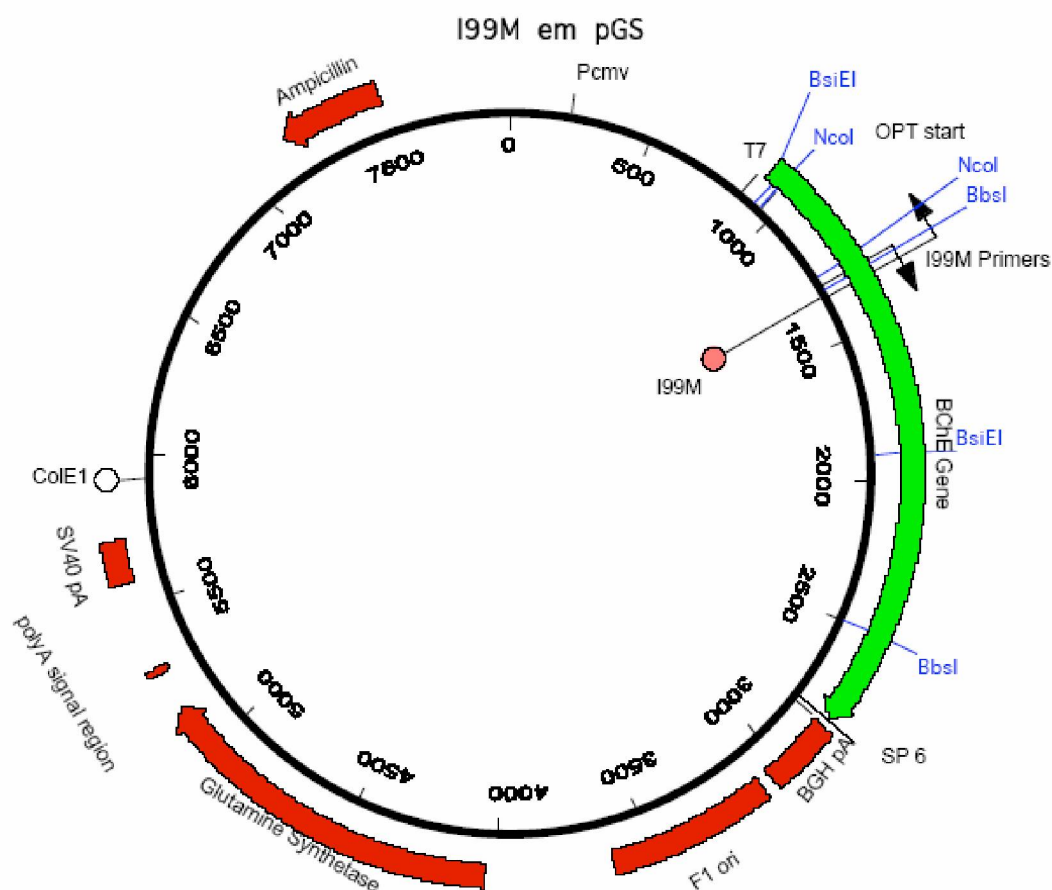 I99M em pGS
Ampicillin
Pcmv
BsiEI
NcoI
OPT start
T7
NcoI
BbsI
I99M Primers
I99M
BChE Gene
BsiEI
BbsI
SP 6
BGH pA
F1 ori
Glutamine Synthetase
polyA signal region
SV40 pA
ColE1
0
500
1000
1500
2000
2500
3000
3500
4000
4500
5000
5500
6000
6500
7000
7500